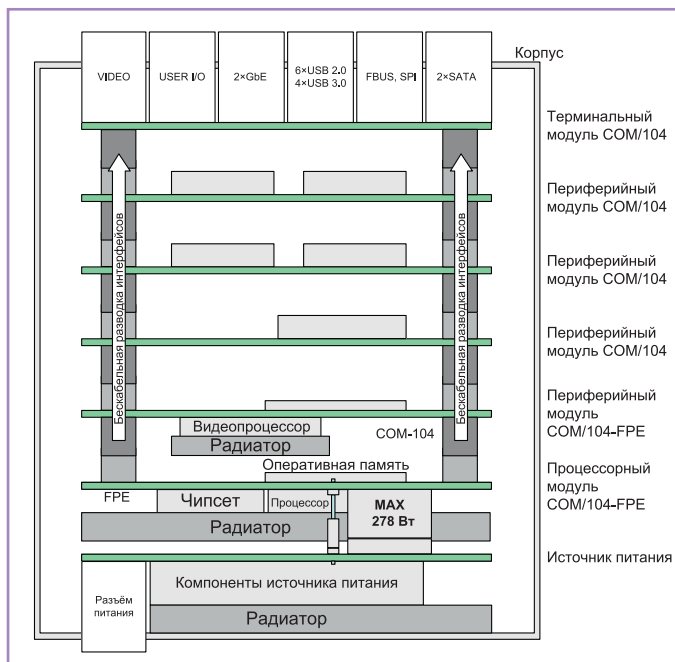 Корпус
VIDEO
USER I/O
2×GbE
6×USB 2.0
4×USB 3.0
FBUS, SPI
2×SATA
Терминальный
модуль COM/104
Бескабельная разводка интерфейсов
Бескабельная разводка интерфейсов
Периферийный
модуль COM/104
Периферийный
модуль COM/104
Периферийный
модуль COM/104
Периферийный
модуль
COM/104-FPE
Видеопроцессор
Радиатор
COM-104
Оперативная память
Процессорный
модуль
COM/104-FPE
FPE
Чипсет
Процессор
MAX
278 Вт
Радиатор
Источник питания
Компоненты источника питания
Разъём
питания
Радиатор